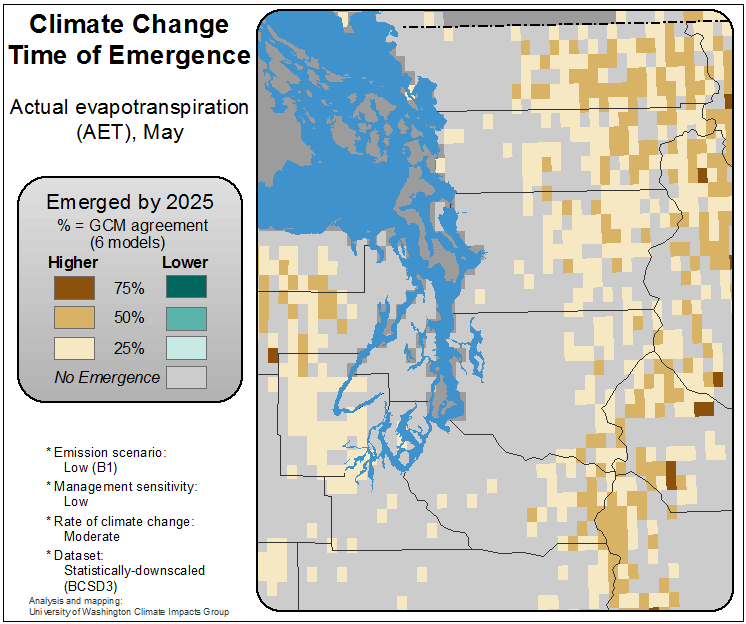 Climate Change
Time of Emergence
Actual evapotranspiration
(AET), May
Emerged by 2025
% = GCM agreement
(6 models)
Higher Lower
75%
50%
25%
No Emergence
* Emission scenario:
Low (B1)
* Management sensitivity:
Low
* Rate of climate change:
Moderate
* Dataset:
Statistically-downscaled
(BCSD3)
Analysis and mapping:
University of Washington Climate Impacts Group